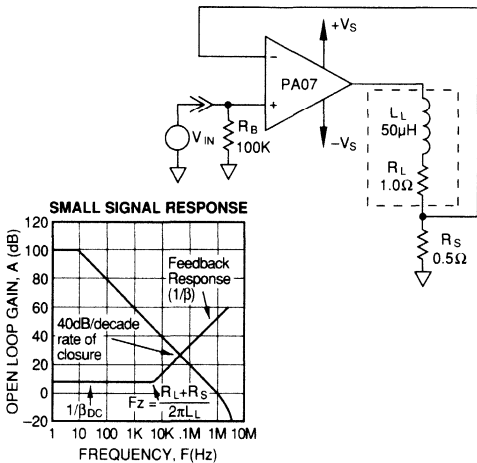 +VS
PA07
−
+
VIN
RB
100K
−VS
LL
50µH
RL
1.0Ω
RS
0.5Ω
SMALL SIGNAL RESPONSE
OPEN LOOP GAIN, A (dB)
120
100
80
60
40
20
0
−20
Feedback
Response
(1/β)
40dB/decade
rate of
closure
1/βDC
Fz = RL+RS
2πLL
1 10 100 1K 10K .1M 1M 10M
FREQUENCY, F(Hz)